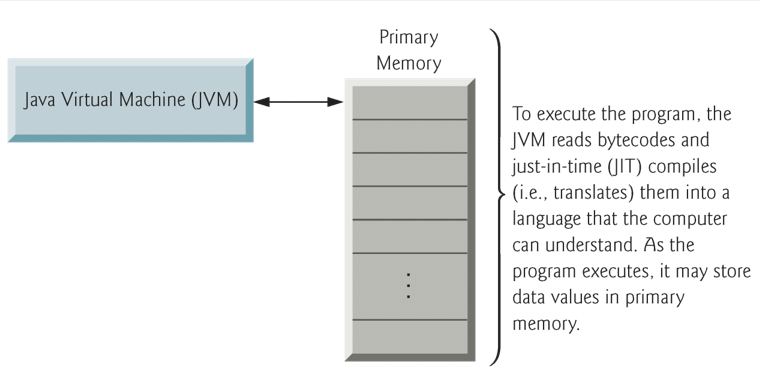 Primary
Memory
Java Virtual Machine (JVM)
To execute the program, the
JVM reads bytecodes and
just-in-time (JIT) compiles
(i.e., translates) them into a
language that the computer
can understand. As the
program executes, it may store
data values in primary
memory.